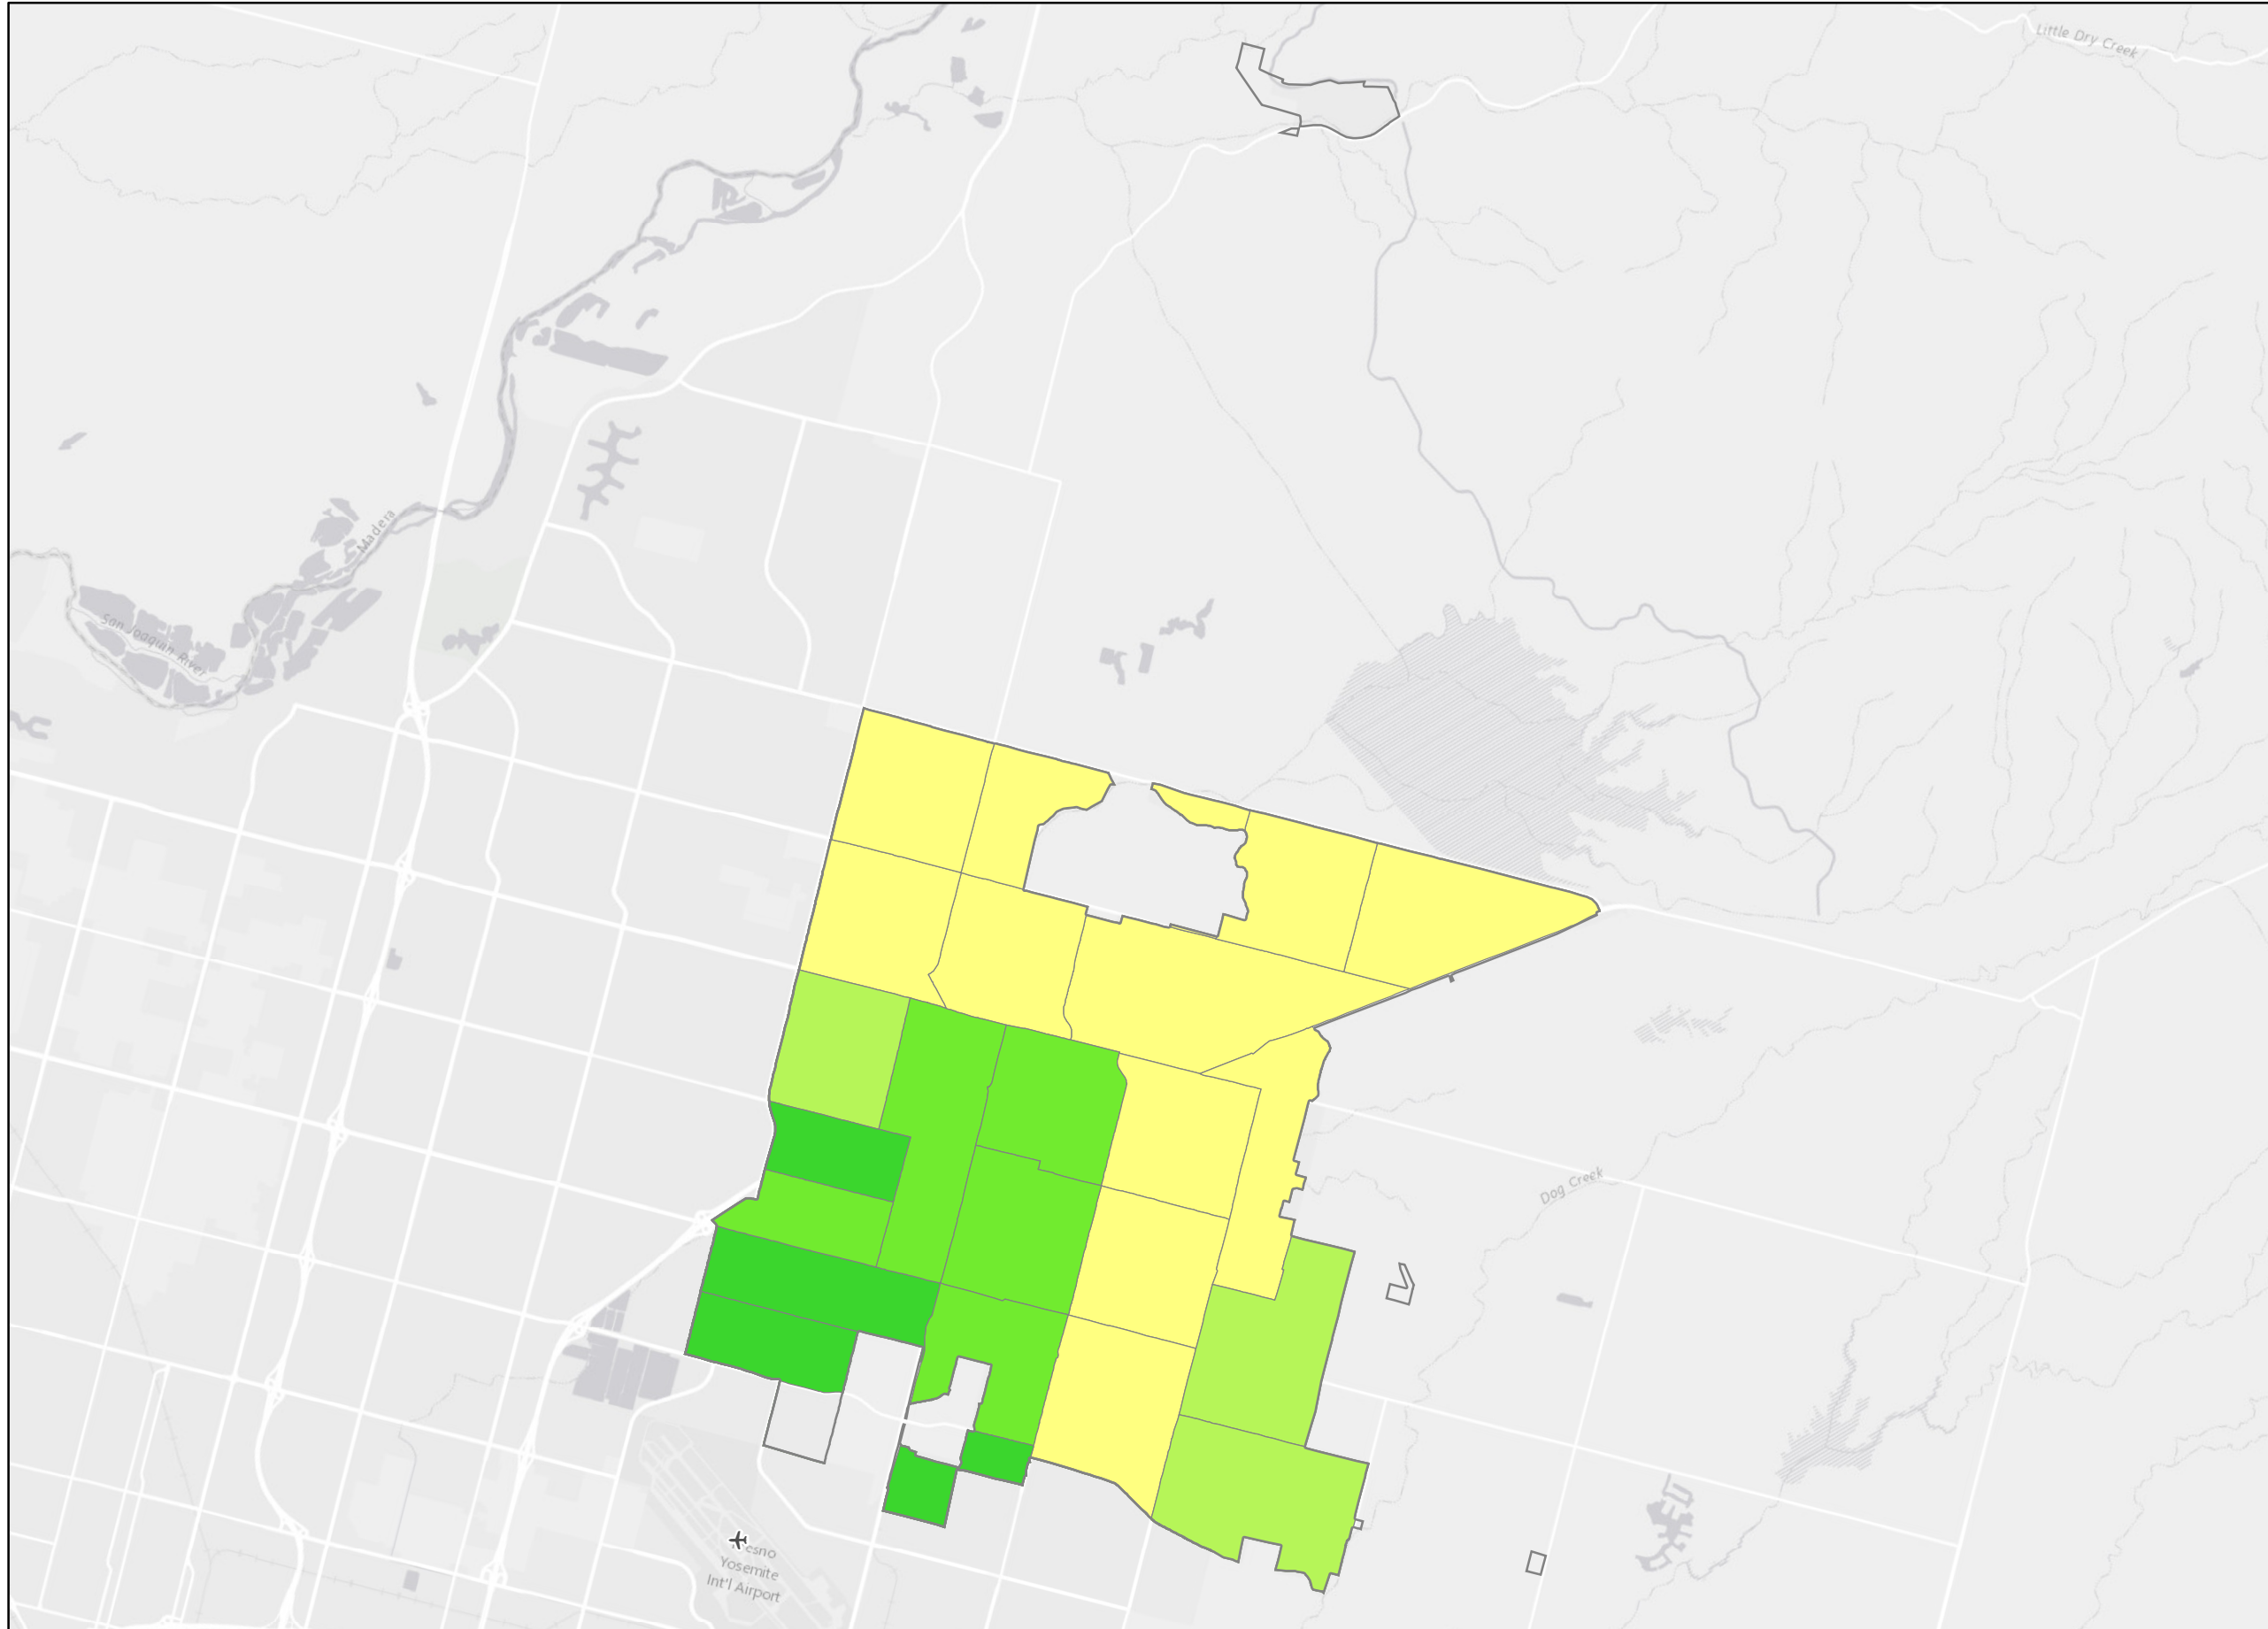 Little Dry Creek
Madera
San Joaquin River
Dog Creek
esno
Yosemite
Int'l Airport